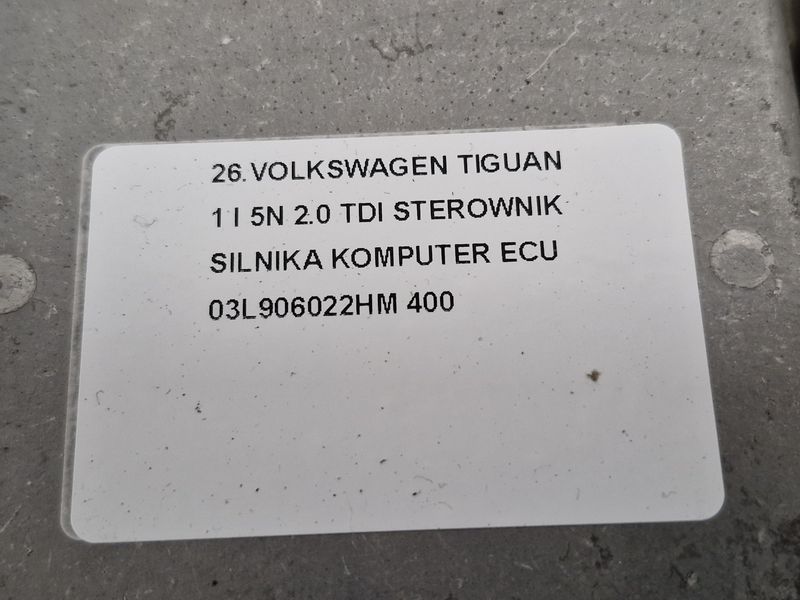 26.VOLKSWAGEN TIGUAN
1 I 5N 2.0 TDI STEROWNIK
SILNIKA KOMPUTER ECU
03L906022HM 400